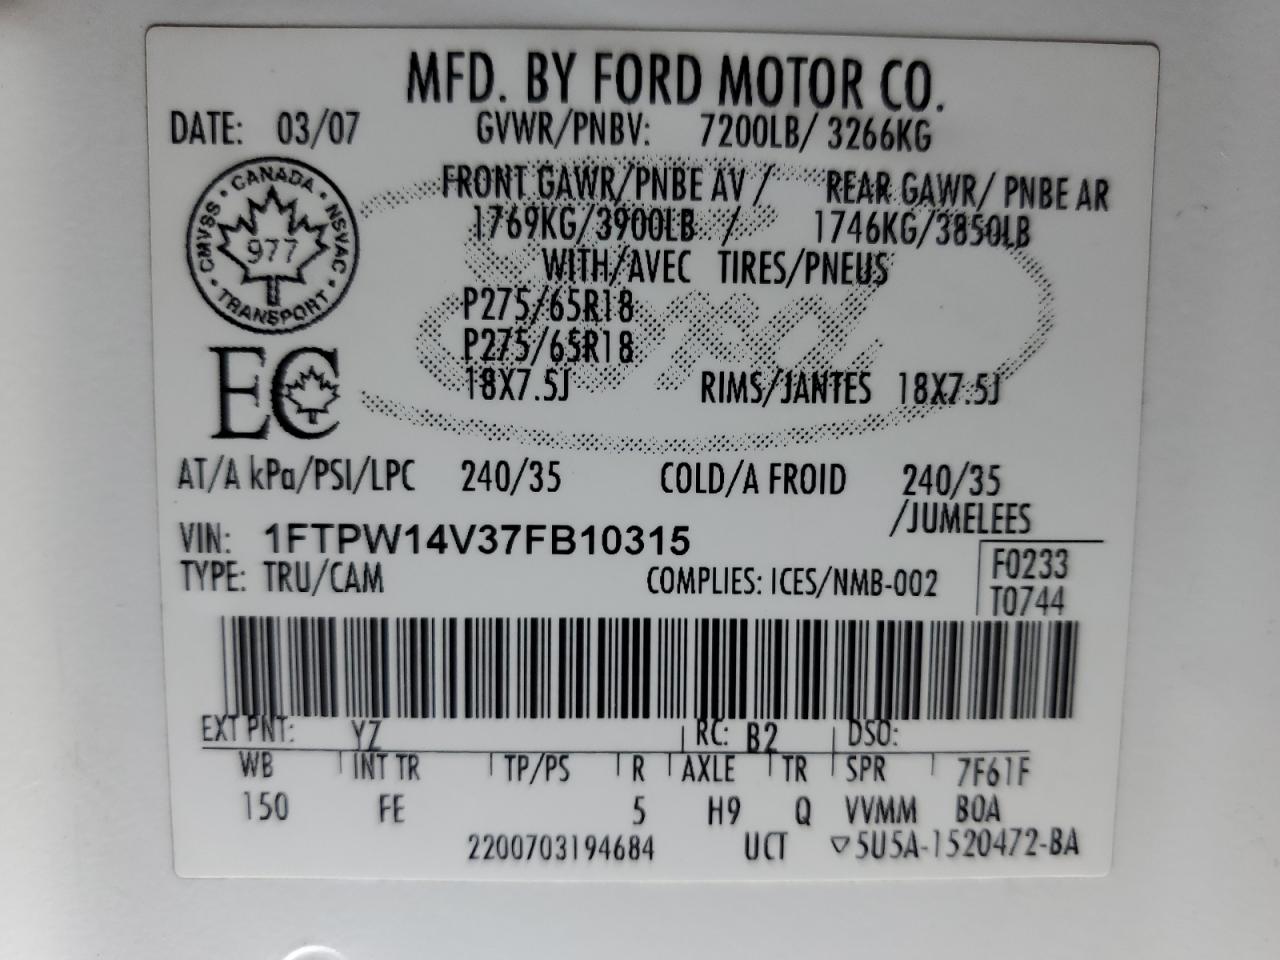 MFD. BY FORD MOTOR CO.
DATE: 03/07 GVWR/PNBV: 7200LB/ 3266KG
CANADA
CMVSS NSVAC
977
TRANSPORT
FRONT GAWR/PNBE AV / REAR GAWR/ PNBE AR
1769KG/3900LB / 1746KG/3850LB
WITH/AVEC TIRES/PNEUS
P275/65R18
P275/65R18
18X7.5J RIMS/JANTES 18X7.5J
Ford
EC
AT/A kPa/PSI/LPC 240/35 COLD/A FROID 240/35
/JUMELEES
VIN: 1FTPW14V37FB10315
TYPE: TRU/CAM COMPLIES: ICES/NMB-002
F0233
T0744
EXT PNT: YZ RC: B2 DSO:
WB INT TR TP/PS R AXLE TR SPR 7F61F
150 FE 5 H9 Q VVMM BOA
2200703194684 UCT ▽5U5A-1520472-BA